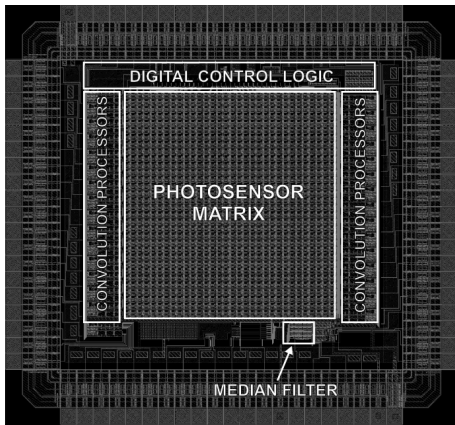 DIGITAL CONTROL LOGIC
CONVOLUTION PROCESSORS
PHOTOSENSOR
MATRIX
CONVOLUTION PROCESSORS
MEDIAN FILTER